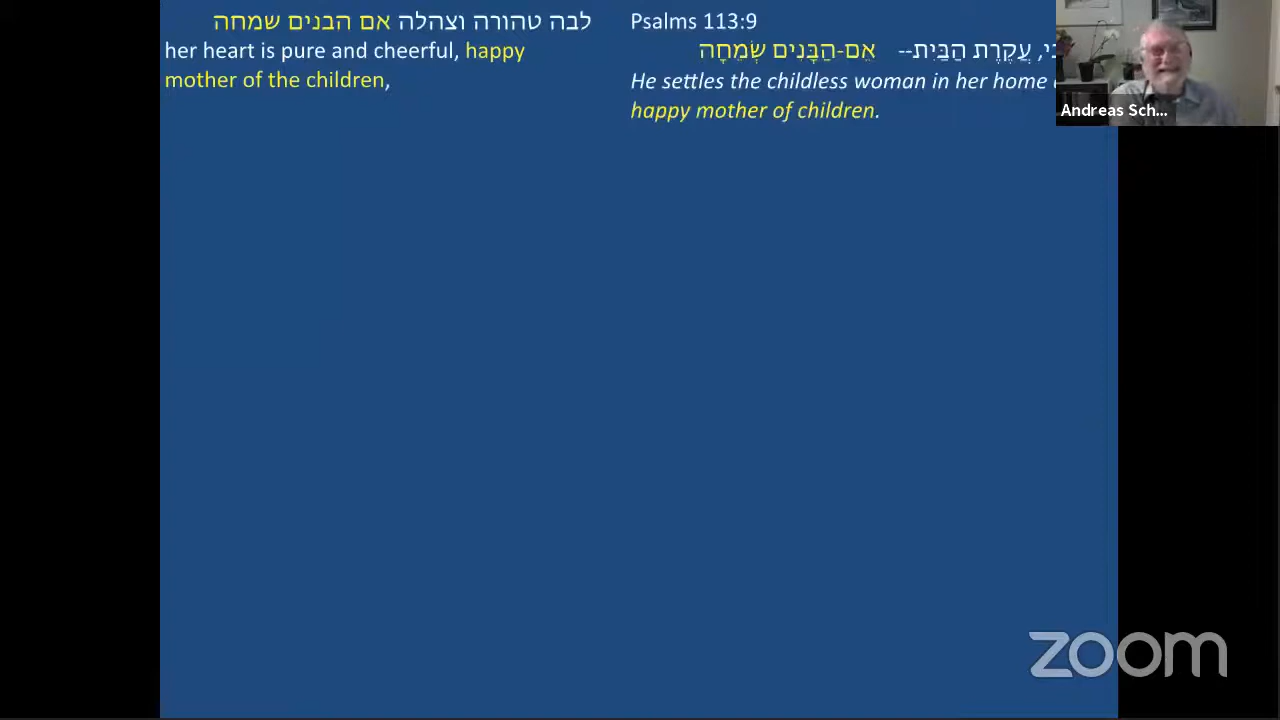 לבה טהורה וצהלה אם הבנים שמחה
her heart is pure and cheerful, happy
mother of the children,
Psalms 113:9
עֲקֶרֶת הַבַּיִת-- אֵם-הַבָּנִים שְׂמֵחָה
He settles the childless woman in her home
happy mother of children.
Andreas Sch...
zoom